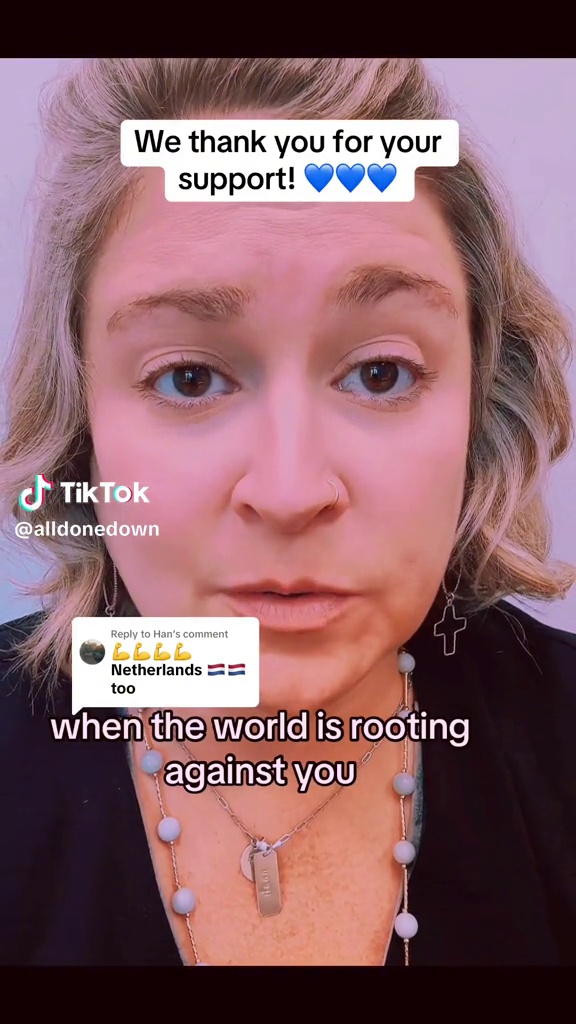 We thank you for your
support! 💙💙💙
TikTok
@alldonedown
Reply to Han's comment
💪💪💪💪
Netherlands 🇳🇱🇳🇱
too
when the world is rooting
against you